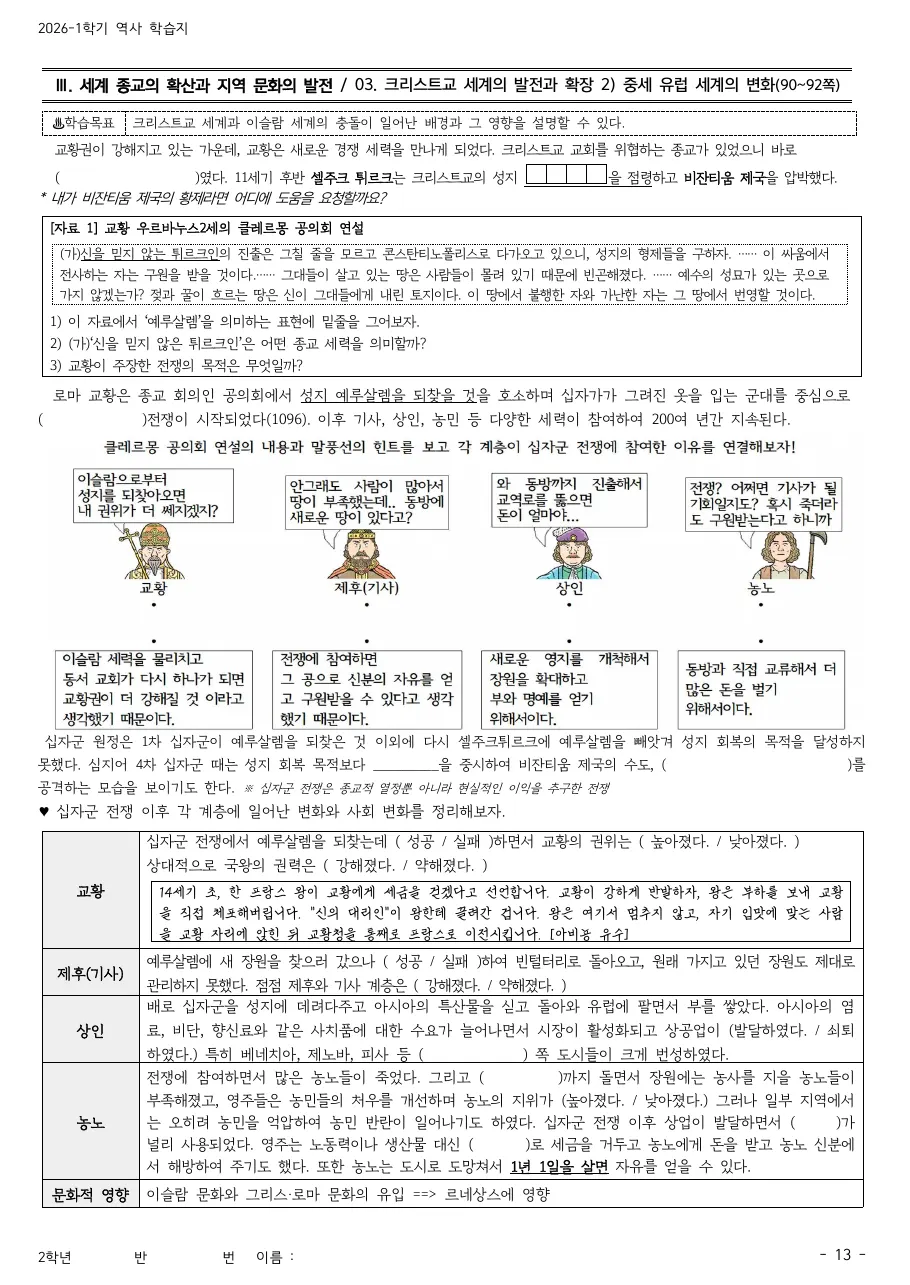 2026-1학기 역사 학습지
Ⅲ. 세계 종교의 확산과 지역 문화의 발전 / 03. 크리스트교 세계의 발전과 확장 2) 중세 유럽 세계의 변화(90~92쪽)
♨학습목표 크리스트교 세계과 이슬람 세계의 충돌이 일어난 배경과 그 영향을 설명할 수 있다.
교황권이 강해지고 있는 가운데, 교황은 새로운 경쟁 세력을 만나게 되었다. 크리스트교 교회를 위협하는 종교가 있었으니 바로
( )였다. 11세기 후반 셀주크 튀르크는 크리스트교의 성지 을 점령하고 비잔티움 제국을 압박했다.
* 내가 비잔티움 제국의 황제라면 어디에 도움을 요청할까요?
[자료 1] 교황 우르바누스2세의 클레르몽 공의회 연설
(가)신을 믿지 않는 튀르크인의 진출은 그칠 줄을 모르고 콘스탄티노폴리스로 다가오고 있으니, 성지의 형제들을 구하자. …… 이 싸움에서
전사하는 자는 구원을 받을 것이다.…… 그대들이 살고 있는 땅은 사람들이 몰려 있기 때문에 빈곤해졌다. …… 예수의 성묘가 있는 곳으로
가지 않겠는가? 젖과 꿀이 흐르는 땅은 신이 그대들에게 내린 토지이다. 이 땅에서 불행한 자와 가난한 자는 그 땅에서 번영할 것이다.
1) 이 자료에서 ‘예루살렘’을 의미하는 표현에 밑줄을 그어보자.
2) (가)‘신을 믿지 않은 튀르크인’은 어떤 종교 세력을 의미할까?
3) 교황이 주장한 전쟁의 목적은 무엇일까?
로마 교황은 종교 회의인 공의회에서 성지 예루살렘을 되찾을 것을 호소하며 십자가가 그려진 옷을 입는 군대를 중심으로
( )전쟁이 시작되었다(1096). 이후 기사, 상인, 농민 등 다양한 세력이 참여하여 200여 년간 지속된다.
클레르몽 공의회 연설의 내용과 말풍선의 힌트를 보고 각 계층이 십자군 전쟁에 참여한 이유를 연결해보자!
이슬람으로부터
성지를 되찾아오면
내 권위가 더 쎄지겠지?
안그래도 사람이 많아서
땅이 부족했는데.. 동방에
새로운 땅이 있다고?
와 동방까지 진출해서
교역로를 뚫으면
돈이 얼마야...
전쟁? 어쩌면 기사가 될
기회일지도? 혹시 죽더라
도 구원받는다고 하니까
교황
제후(기사)
상인
농노
이슬람 세력을 물리치고
동서 교회가 다시 하나가 되면
교황권이 더 강해질 것 이라고
생각했기 때문이다.
전쟁에 참여하면
그 공으로 신분의 자유를 얻
고 구원받을 수 있다고 생각
했기 때문이다.
새로운 영지를 개척해서
장원을 확대하고
부와 명예를 얻기
위해서이다.
동방과 직접 교류해서 더
많은 돈을 벌기
위해서이다.
십자군 원정은 1차 십자군이 예루살렘을 되찾은 것 이외에 다시 셀주크튀르크에 예루살렘을 빼앗겨 성지 회복의 목적을 달성하지
못했다. 심지어 4차 십자군 때는 성지 회복 목적보다 _________을 중시하여 비잔티움 제국의 수도, ( )를
공격하는 모습을 보이기도 한다. ※ 십자군 전쟁은 종교적 열정뿐 아니라 현실적인 이익을 추구한 전쟁
♥ 십자군 전쟁 이후 각 계층에 일어난 변화와 사회 변화를 정리해보자.
교황
십자군 전쟁에서 예루살렘을 되찾는데 ( 성공 / 실패 )하면서 교황의 권위는 ( 높아졌다. / 낮아졌다. )
상대적으로 국왕의 권력은 ( 강해졌다. / 약해졌다. )
14세기 초, 한 프랑스 왕이 교황에게 세금을 걷겠다고 선언합니다. 교황이 강하게 반발하자, 왕은 부하를 보내 교황
을 직접 체포해버립니다. "신의 대리인"이 왕한테 끌려간 겁니다. 왕은 여기서 멈추지 않고, 자기 입맛에 맞는 사람
을 교황 자리에 앉힌 뒤 교황청을 통째로 프랑스로 이전시킵니다. [아비뇽 유수]
제후(기사)
예루살렘에 새 장원을 찾으러 갔으나 ( 성공 / 실패 )하여 빈털터리로 돌아오고, 원래 가지고 있던 장원도 제대로
관리하지 못했다. 점점 제후와 기사 계층은 ( 강해졌다. / 약해졌다. )
상인
배로 십자군을 성지에 데려다주고 아시아의 특산물을 싣고 돌아와 유럽에 팔면서 부를 쌓았다. 아시아의 염
료, 비단, 향신료와 같은 사치품에 대한 수요가 늘어나면서 시장이 활성화되고 상공업이 (발달하였다. / 쇠퇴
하였다.) 특히 베네치아, 제노바, 피사 등 ( ) 쪽 도시들이 크게 번성하였다.
농노
전쟁에 참여하면서 많은 농노들이 죽었다. 그리고 ( )까지 돌면서 장원에는 농사를 지을 농노들이
부족해졌고, 영주들은 농민들의 처우를 개선하며 농노의 지위가 (높아졌다. / 낮아졌다.) 그러나 일부 지역에서
는 오히려 농민을 억압하여 농민 반란이 일어나기도 하였다. 십자군 전쟁 이후 상업이 발달하면서 ( )가
널리 사용되었다. 영주는 노동력이나 생산물 대신 ( )로 세금을 거두고 농노에게 돈을 받고 농노 신분에
서 해방하여 주기도 했다. 또한 농노는 도시로 도망쳐서 1년 1일을 살면 자유를 얻을 수 있다.
문화적 영향 이슬람 문화와 그리스·로마 문화의 유입 ==> 르네상스에 영향
2학년 반 번 이름 :
- 13 -